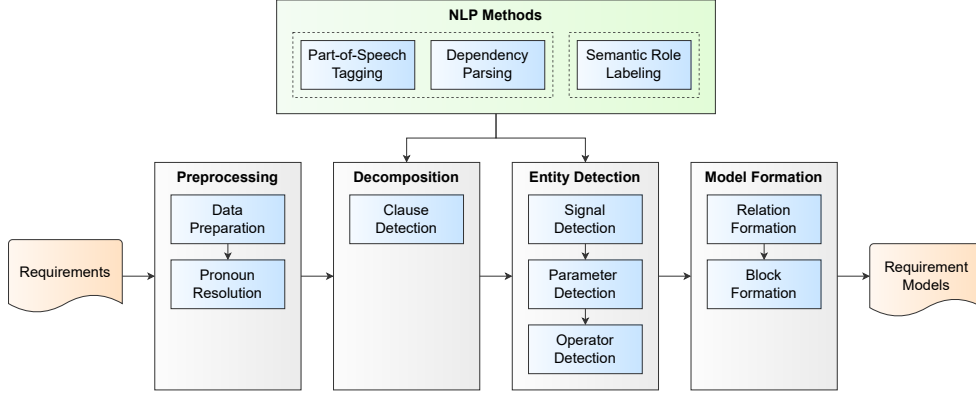 NLP Methods
Part-of-Speech
Tagging
Dependency
Parsing
Semantic Role
Labeling
Requirements
Preprocessing
Data
Preparation
Pronoun
Resolution
Decomposition
Clause
Detection
Entity Detection
Signal
Detection
Parameter
Detection
Operator
Detection
Model Formation
Relation
Formation
Block
Formation
Requirement
Models